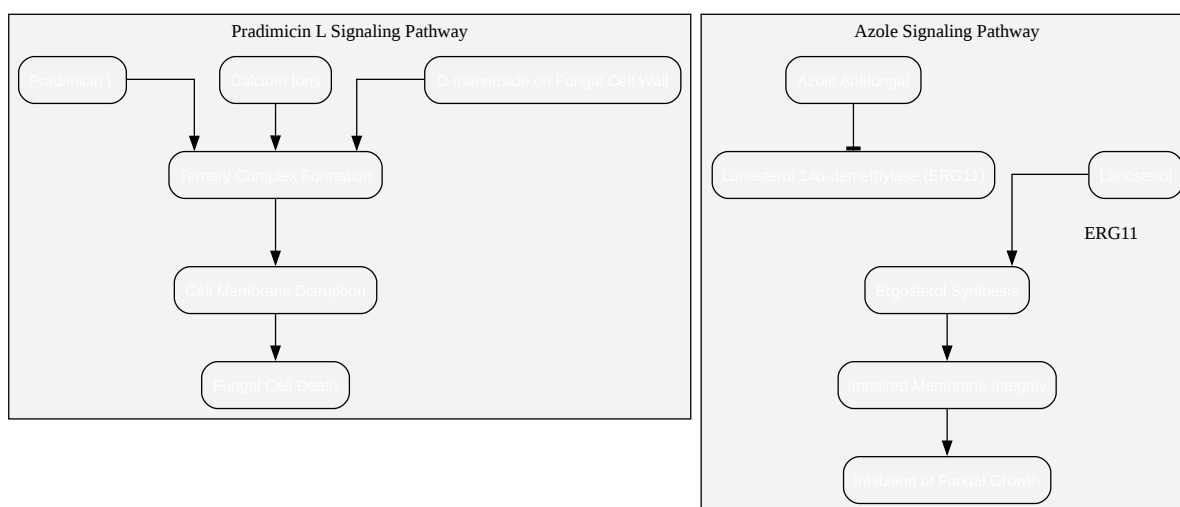 Pradimicin L Signaling Pathway
Pradimicin L
Calcium Ions
D-mannoside on Fungal Cell Wall
Ternary Complex Formation
Cell Membrane Disruption
Fungal Cell Death
Azole Signaling Pathway
Azole Antifungal
Lanosterol 14α-demethylase (ERG11)
Lanosterol
ERG11
Ergosterol Synthesis
Impaired Membrane Integrity
Inhibition of Fungal Growth